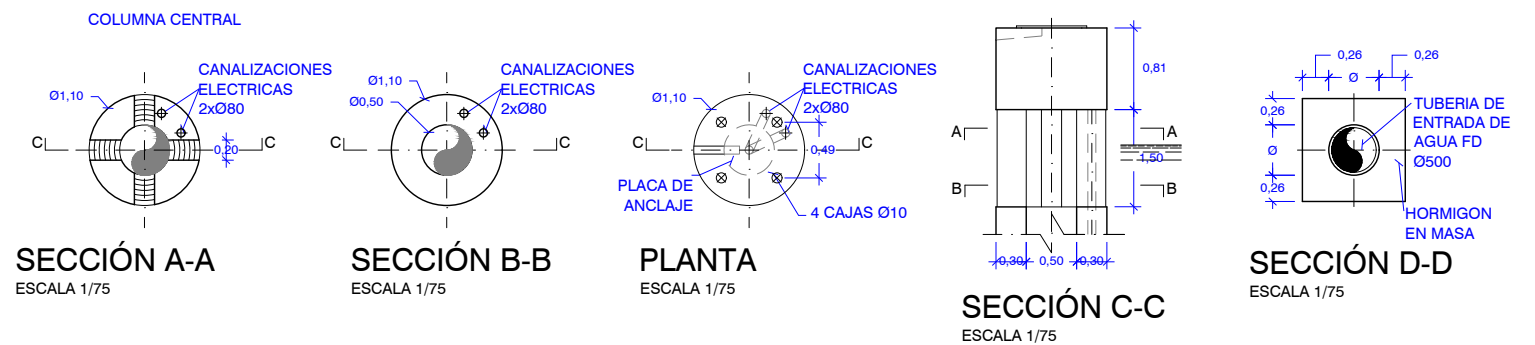 COLUMNA CENTRAL
CANALIZACIONES
ELECTRICAS
2xØ80
Ø1,10
C
C
0,20
SECCIÓN A-A
ESCALA 1/75
CANALIZACIONES
ELECTRICAS
2xØ80
Ø1,10
Ø0,50
C
C
SECCIÓN B-B
ESCALA 1/75
CANALIZACIONES
ELECTRICAS
2xØ80
Ø1,10
C
C
0,49
PLACA DE
ANCLAJE
4 CAJAS Ø10
PLANTA
ESCALA 1/75
0,81
A
A
1,50
B
B
0,30
0,50
0,30
SECCIÓN C-C
ESCALA 1/75
0,26
0,26
Ø
0,26
Ø
0,26
TUBERIA DE
ENTRADA DE
AGUA FD
Ø500
HORMIGON
EN MASA
SECCIÓN D-D
ESCALA 1/75